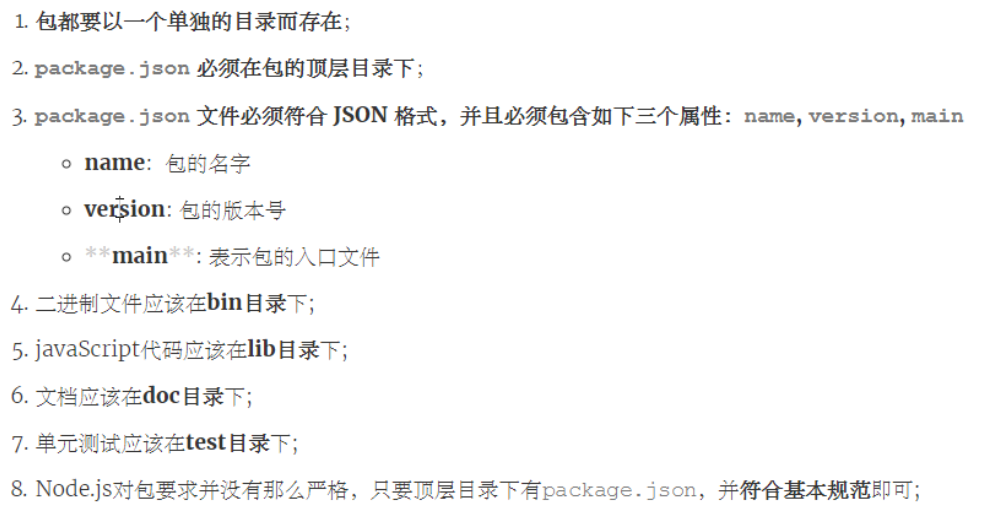 1. 包都要以一个单独的目录而存在;
2. package.json 必须在包的顶层目录下;
3. package.json 文件必须符合 JSON 格式，并且必须包含如下三个属性：name, version, main
name：包的名字
version: 包的版本号
**main**: 表示包的入口文件
4. 二进制文件应该在bin目录下;
5. javaScript代码应该在lib目录下;
6. 文档应该在doc目录下;
7. 单元测试应该在test目录下;
8. Node.js对包要求并没有那么严格，只要顶层目录下有package.json，并符合基本规范即可;